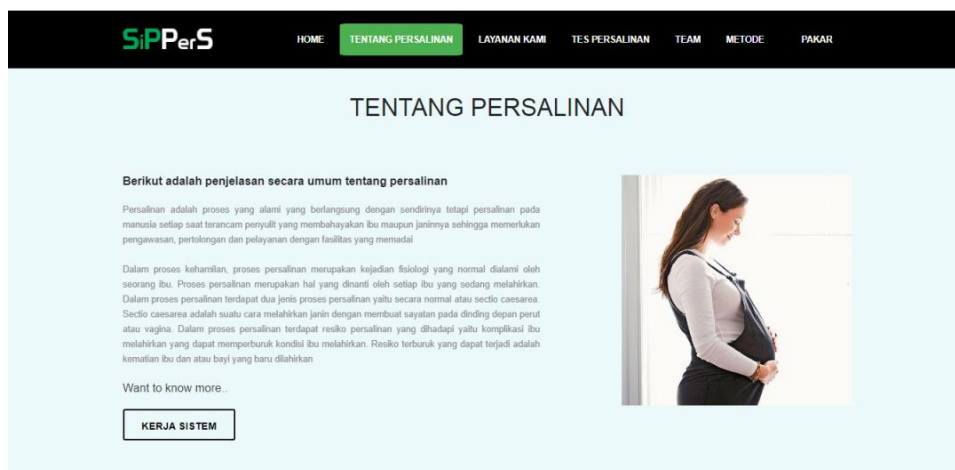 SiPPerS
HOME
TENTANG PERSALINAN
LAYANAN KAMI
TES PERSALINAN
TEAM
METODE
PAKAR
TENTANG PERSALINAN
Berikut adalah penjelasan secara umum tentang persalinan
Persalinan adalah proses yang alami yang berlangsung dengan sendirinya tetapi persalinan pada
manusia setiap saat terancam penyulit yang membahayakan ibu maupun janinnya sehingga memerlukan
pengawasan, pertolongan dan pelayanan dengan fasilitas yang memadai
Dalam proses kehamilan, proses persalinan merupakan kejadian fisiologi yang normal dialami oleh
seorang ibu. Proses persalinan merupakan hal yang dinanti oleh setiap ibu yang sedang melahirkan.
Dalam proses persalinan terdapat dua jenis proses persalinan yaitu secara normal atau sectio caesarea.
Sectio caesarea adalah suatu cara melahirkan janin dengan membuat sayatan pada dinding depan perut
atau vagina. Dalam proses persalinan terdapat resiko persalinan yang dihadapi yaitu komplikasi ibu
melahirkan yang dapat memperburuk kondisi ibu melahirkan. Resiko terburuk yang dapat terjadi adalah
kematian ibu dan atau bayi yang baru dilahirkan
Want to know more..
KERJA SISTEM